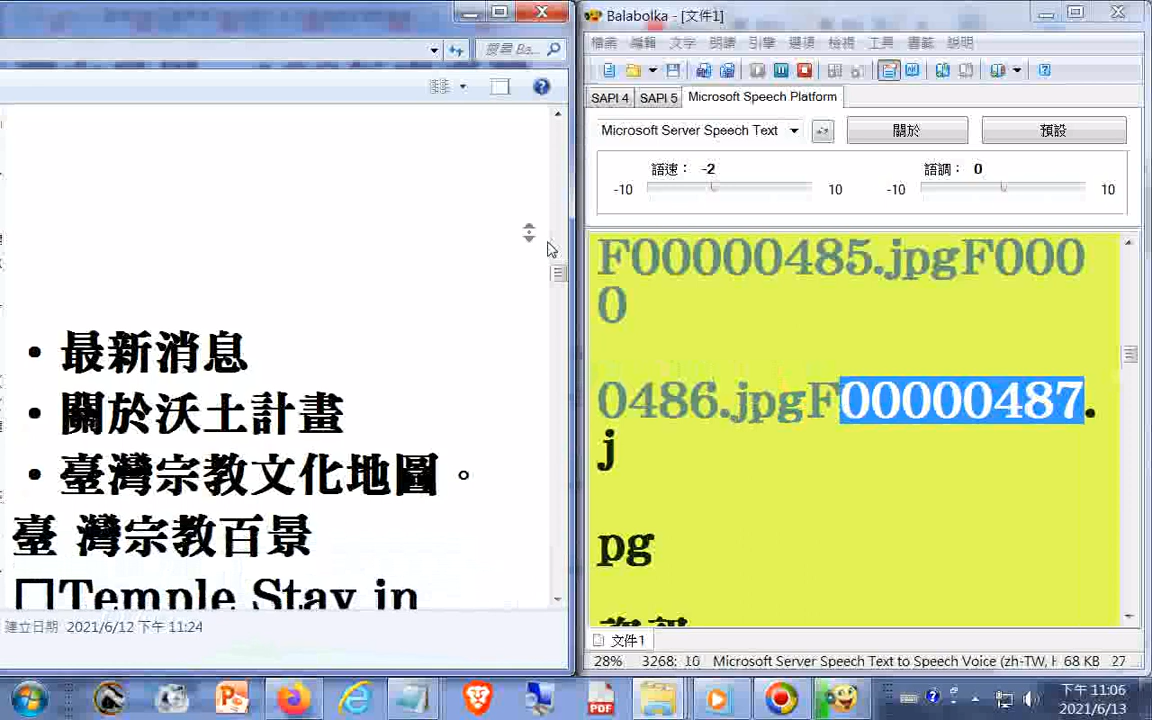 搜尋 Ba...
• 最新消息
• 關於沃土計畫
• 臺灣宗教文化地圖。
臺 灣宗教百景
□Temple Stay in
建立日期 2021/6/12 下午 11:24
Balabolka - [文件1]
檔案 編輯 文字 朗讀 引擎 選項 檢視 工具 書籤 說明
SAPI 4 SAPI 5 Microsoft Speech Platform
Microsoft Server Speech Text 關於 預設
語速： -2 語調： 0
-10 10 -10 10
F00000485.jpgF000
0
0486.jpgF00000487.
j
pg
文件1
28% 3268: 10 Microsoft Server Speech Text to Speech Voice (zh-TW, H 68 KB 27
PDF
下午 11:06
2021/6/13